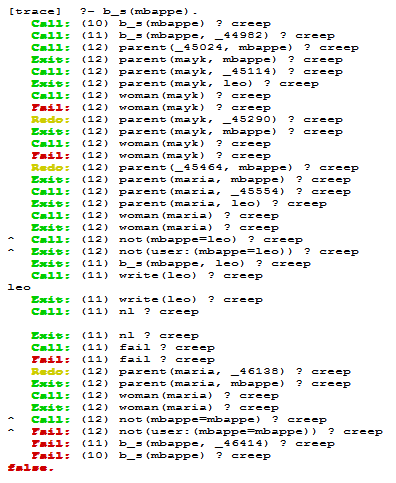 [trace]  ?- b_s(mbappe).
   Call: (10) b_s(mbappe) ? creep
   Call: (11) b_s(mbappe, _44982) ? creep
   Call: (12) parent(_45024, mbappe) ? creep
   Exit: (12) parent(mayk, mbappe) ? creep
   Call: (12) parent(mayk, _45114) ? creep
   Exit: (12) parent(mayk, leo) ? creep
   Call: (12) woman(mayk) ? creep
   Fail: (12) woman(mayk) ? creep
   Redo: (12) parent(mayk, _45290) ? creep
   Exit: (12) parent(mayk, mbappe) ? creep
   Call: (12) woman(mayk) ? creep
   Fail: (12) woman(mayk) ? creep
   Redo: (12) parent(_45464, mbappe) ? creep
   Exit: (12) parent(maria, mbappe) ? creep
   Call: (12) parent(maria, _45554) ? creep
   Exit: (12) parent(maria, leo) ? creep
   Call: (12) woman(maria) ? creep
   Exit: (12) woman(maria) ? creep
^  Call: (12) not(mbappe=leo) ? creep
^  Exit: (12) not(user:(mbappe=leo)) ? creep
   Exit: (11) b_s(mbappe, leo) ? creep
   Call: (11) write(leo) ? creep
leo
   Exit: (11) write(leo) ? creep
   Call: (11) nl ? creep
   Exit: (11) nl ? creep
   Call: (11) fail ? creep
   Fail: (11) fail ? creep
   Redo: (12) parent(maria, _46138) ? creep
   Exit: (12) parent(maria, mbappe) ? creep
   Call: (12) woman(maria) ? creep
   Exit: (12) woman(maria) ? creep
^  Call: (12) not(mbappe=mbappe) ? creep
^  Fail: (12) not(user:(mbappe=mbappe)) ? creep
   Fail: (11) b_s(mbappe, _46414) ? creep
   Fail: (10) b_s(mbappe) ? creep
false.